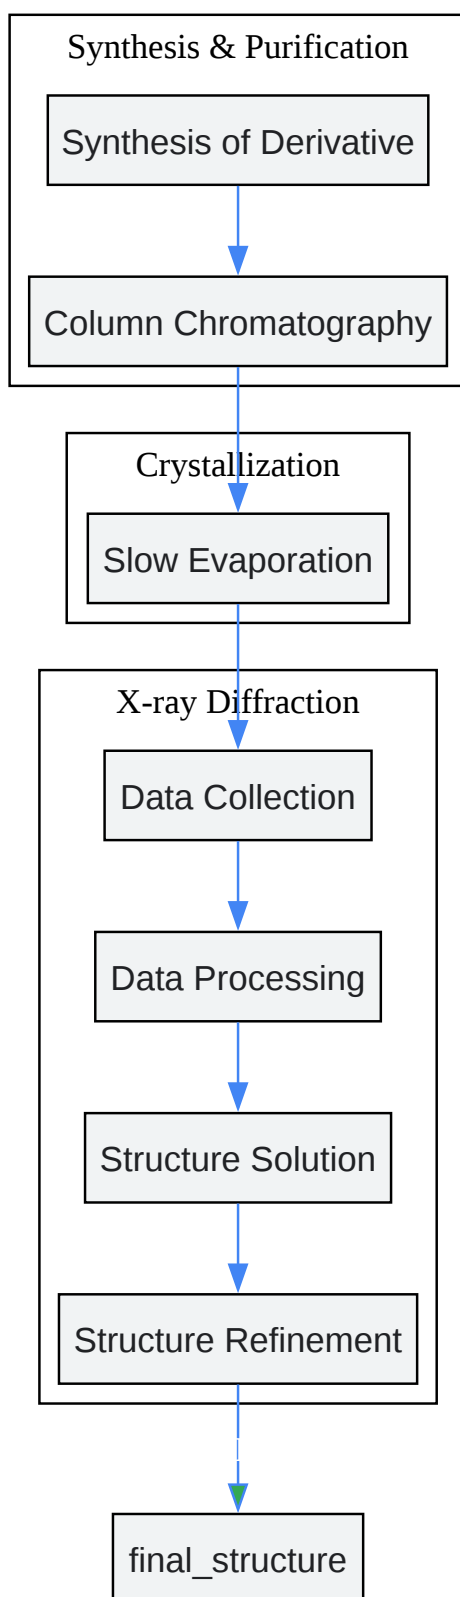 Synthesis & Purification
Synthesis of Derivative
Column Chromatography
Crystallization
Slow Evaporation
X-ray Diffraction
Data Collection
Data Processing
Structure Solution
Structure Refinement
final_structure